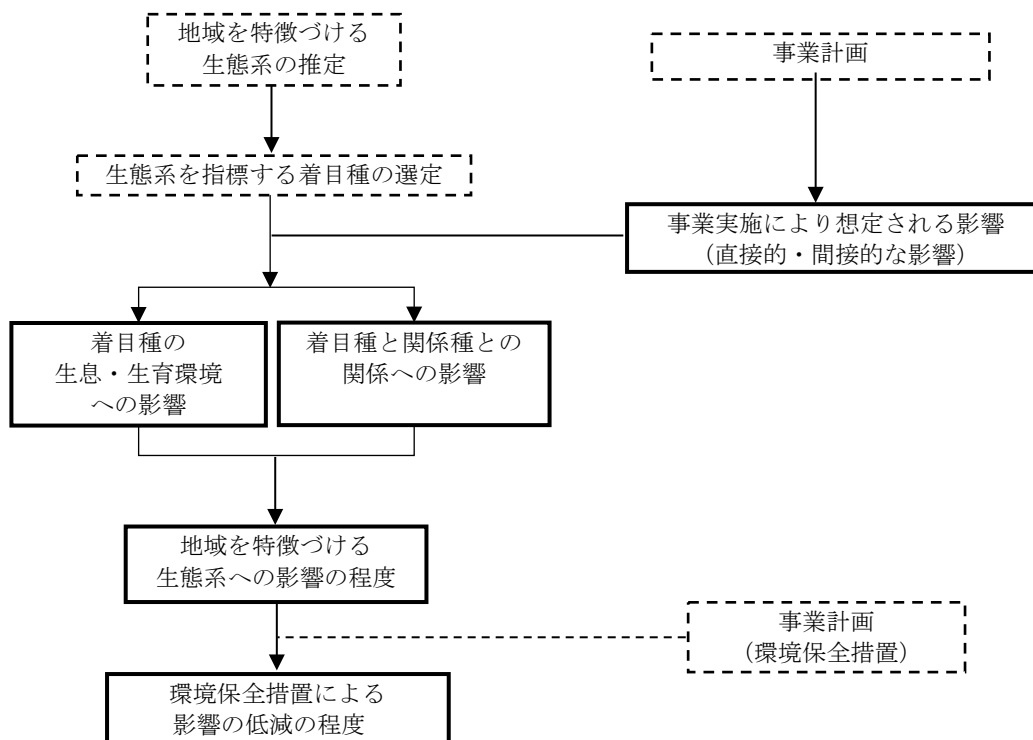 地域を特徴づける
生態系の推定
事業計画
生態系を指標する着目種の選定
事業実施により想定される影響
（直接的・間接的な影響）
着目種の
生息・生育環境
への影響
着目種と関係種との
関係への影響
地域を特徴づける
生態系への影響の程度
事業計画
（環境保全措置）
環境保全措置による
影響の低減の程度